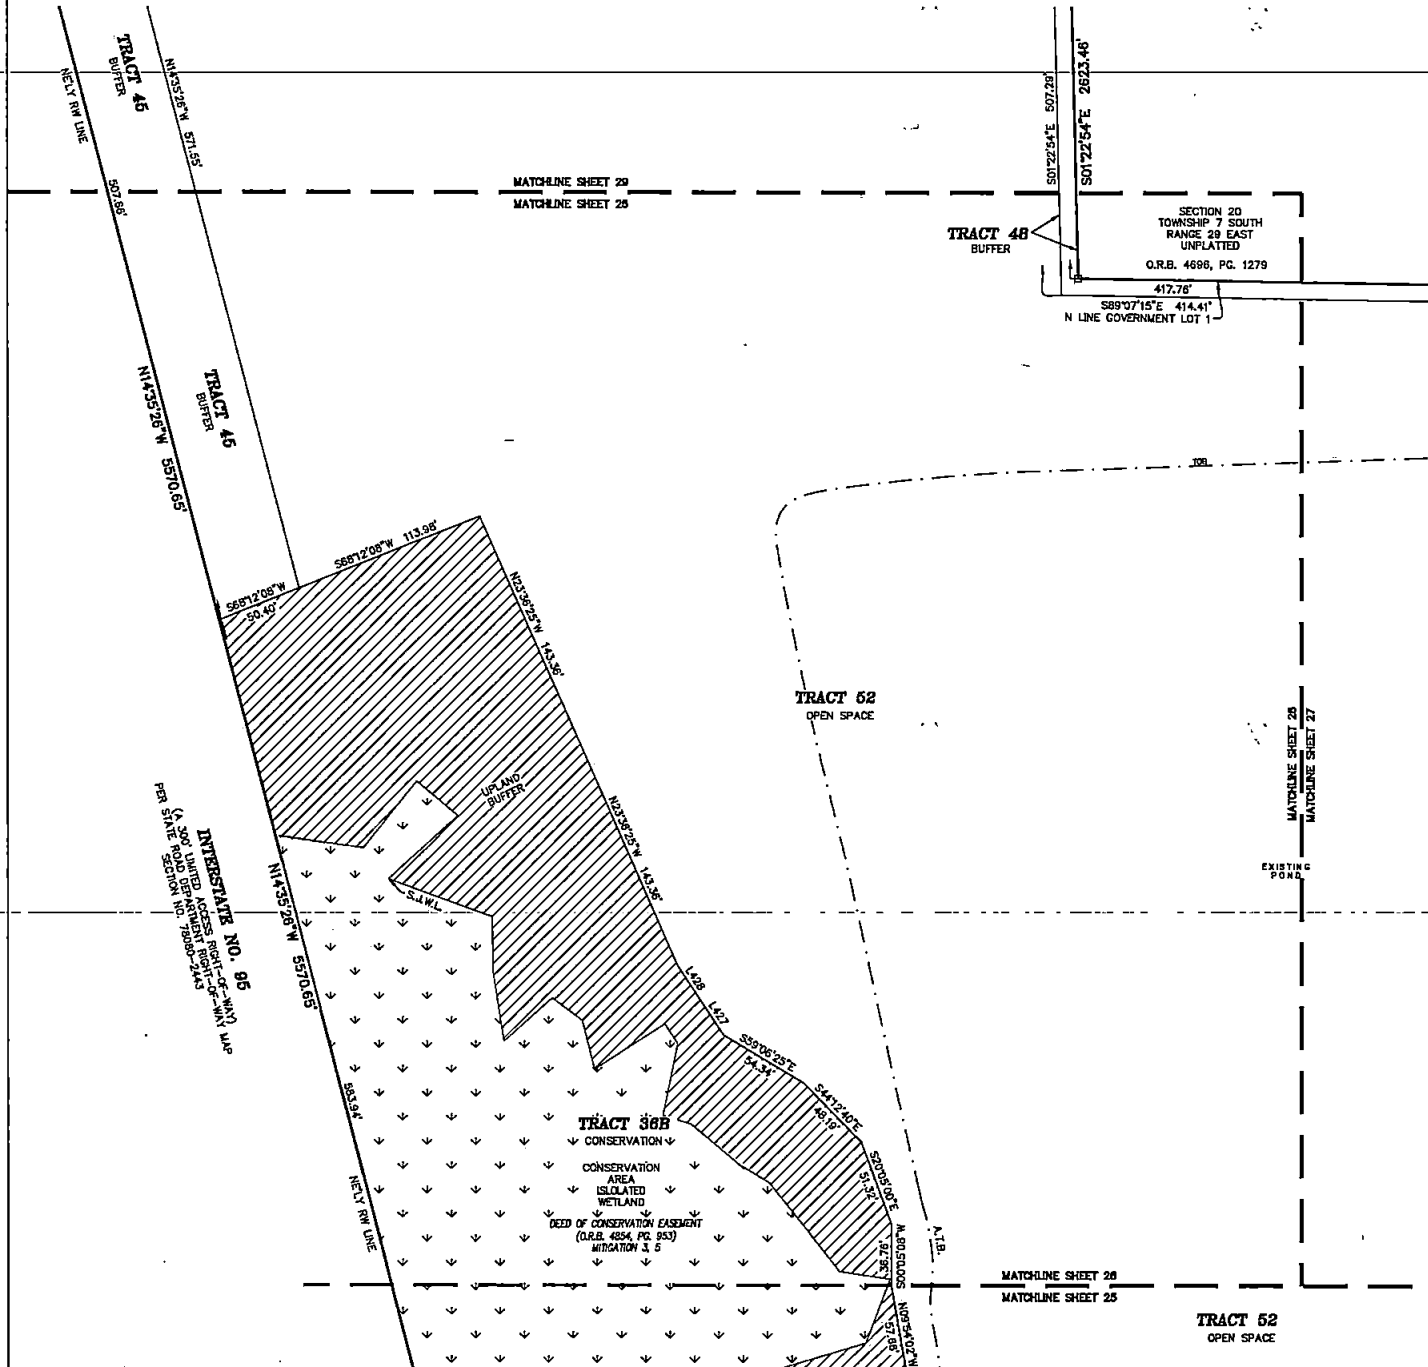 TRACT 45
BUFFER
NE'LY RW LINE
N14°35'26"W 571.55'
507.66'
S01°22'54"E 507.29'
S01°22'54"E 2623.46'
MATCHLINE SHEET 29
MATCHLINE SHEET 26
SECTION 20
TOWNSHIP 7 SOUTH
RANGE 29 EAST
UNPLATTED
O.R.B. 4696, PG. 1279
TRACT 48
BUFFER
417.76'
S89°07'15"E 414.41'
N LINE GOVERNMENT LOT 1
N14°35'26"W 5570.65'
TRACT 45
BUFFER
TOB
S68°12'08"W 113.98'
S68°12'08"W
50.40'
N23°36'25"W 143.36'
TRACT 52
OPEN SPACE
MATCHLINE SHEET 26
MATCHLINE SHEET 27
UPLAND
BUFFER
N23°36'25"W 143.36'
INTERSTATE NO. 95
(A 300' LIMITED ACCESS RIGHT-OF-WAY)
PER STATE ROAD DEPARTMENT RIGHT-OF-WAY MAP
SECTION NO. 78080-2443
EXISTING
POND
S.J.W.L.
N14°35'26"W 5570.65'
L428
L427
S59°06'25"E
54.34'
S44°12'40"E
48.19'
583.94'
TRACT 36B
CONSERVATION
CONSERVATION
AREA
ISLOLATED
WETLAND
DEED OF CONSERVATION EASEMENT
(O.R.B. 4854, PG. 953)
MITIGATION 3, 5
S20°05'00"E
51.32'
NE'LY RW LINE
A.T.B.
S00°05'08"W
36.76'
MATCHLINE SHEET 26
MATCHLINE SHEET 25
N09°54'02"W
57.88'
TRACT 52
OPEN SPACE